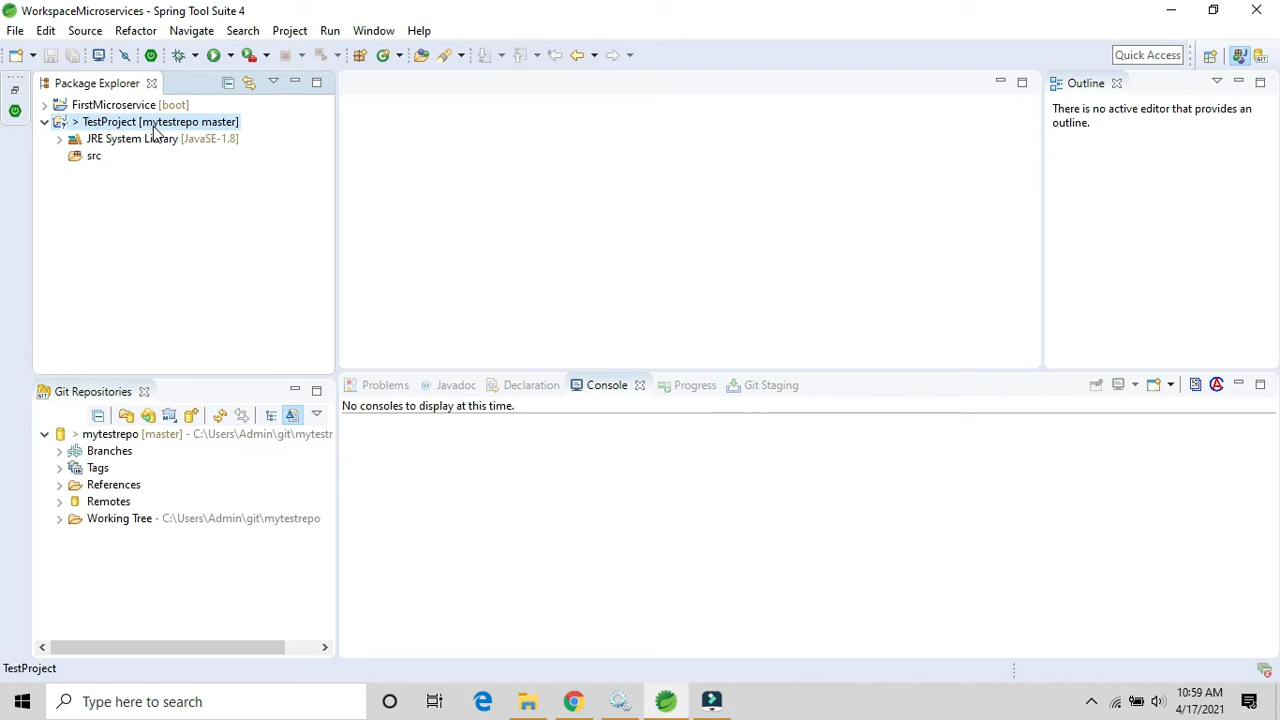 WorkspaceMicroservices - Spring Tool Suite 4
File Edit Source Refactor Navigate Search Project Run Window Help
Quick Access
Package Explorer
FirstMicroservice [boot]
> TestProject [mytestrepo master]
JRE System Library [JavaSE-1.8]
src
Outline
There is no active editor that provides an
outline.
Git Repositories
> mytestrepo [master] - C:\Users\Admin\git\mytestr
Branches
Tags
References
Remotes
Working Tree - C:\Users\Admin\git\mytestrepo
Problems Javadoc Declaration Console Progress Git Staging
No consoles to display at this time.
TestProject
Type here to search
10:59 AM
4/17/2021